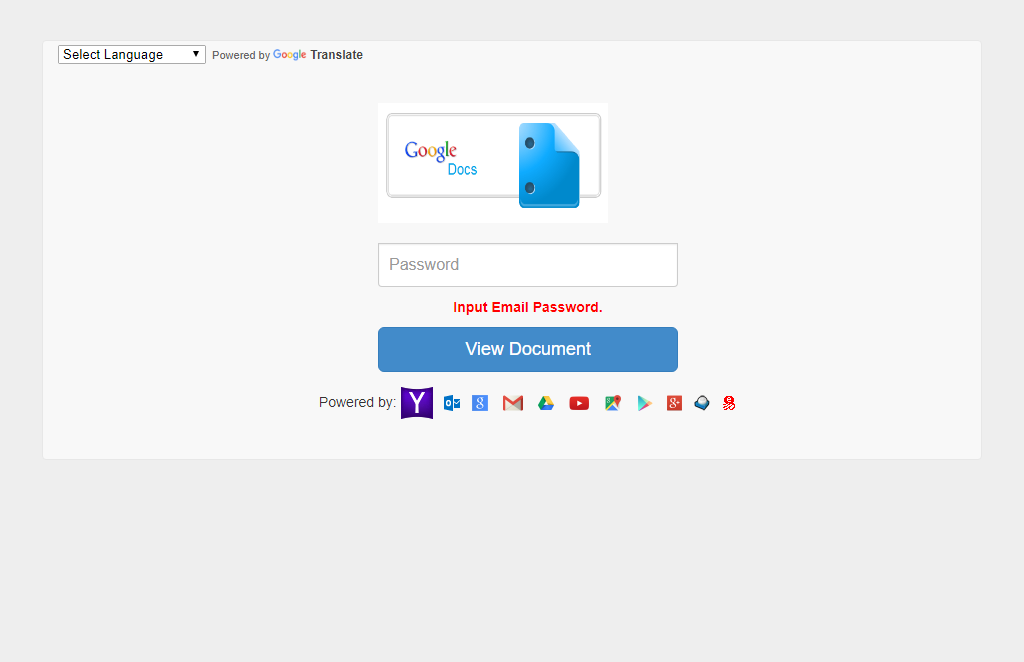 Select Language Powered by Google Translate
Google
Docs
Password
Input Email Password.
View Document
Powered by: Y